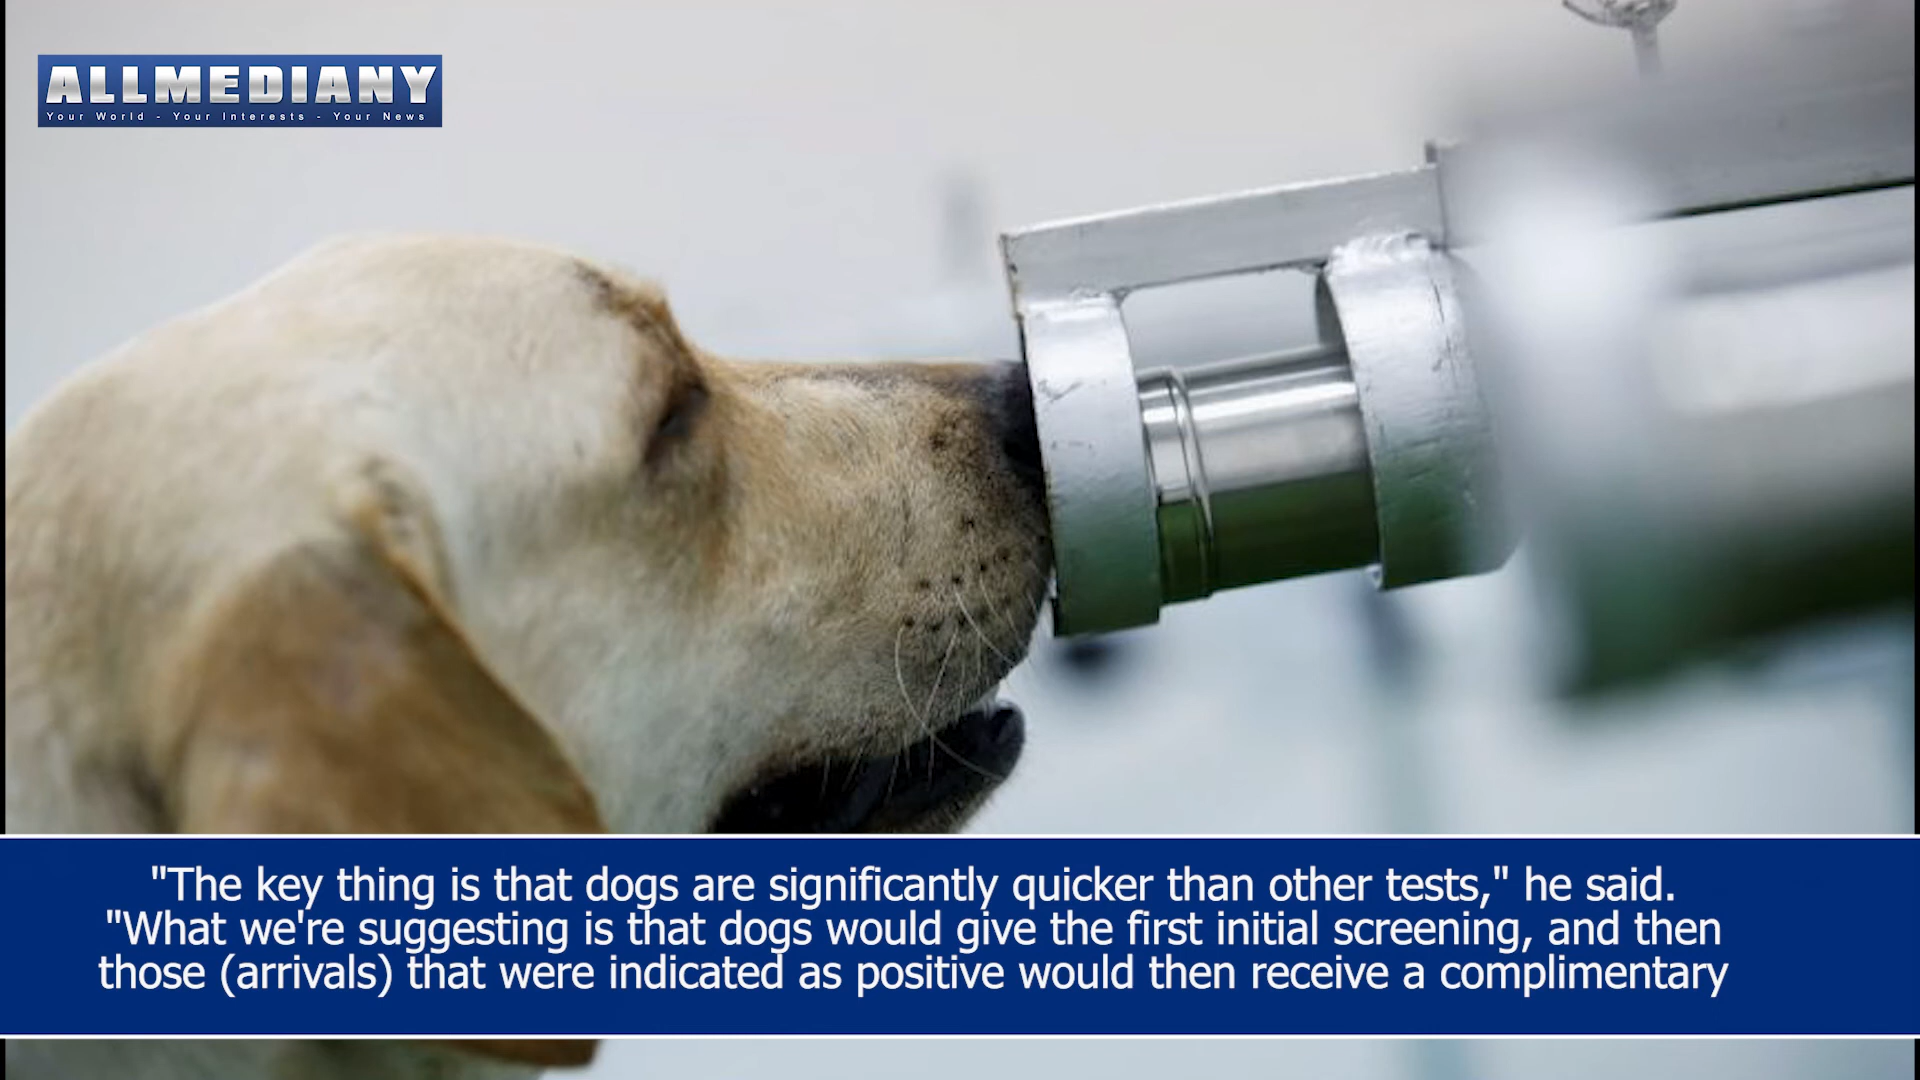 ALLMEDIANY
Your World - Your Interests - Your News
"The key thing is that dogs are significantly quicker than other tests," he said.
"What we're suggesting is that dogs would give the first initial screening, and then
those (arrivals) that were indicated as positive would then receive a complimentary